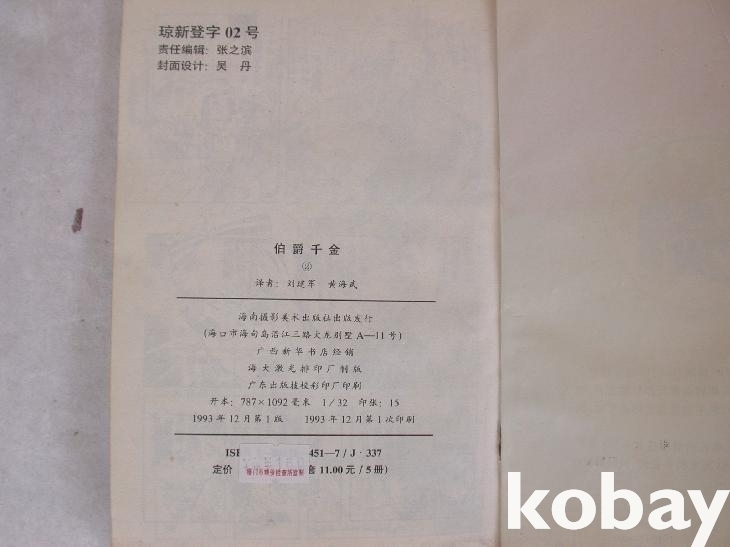 琼新登字 02 号
责任编辑：张之滨
封面设计：吴 丹
伯 爵 千 金
译者：刘建军 黄海武
海南摄影美术出版社出版发行
(海口市海甸岛沿江三路大龙别墅 A—11 号)
广西新华书店经销
海大激光排印厂制版
广东出版技校彩印厂印刷
开本：787×1092 毫米 1/32 印张：15
1993 年 12 月第 1 版 1993 年 12 月第 1 次印刷
451—7 / J · 337
定价 套 11.00 元 / 5 册)
kobay